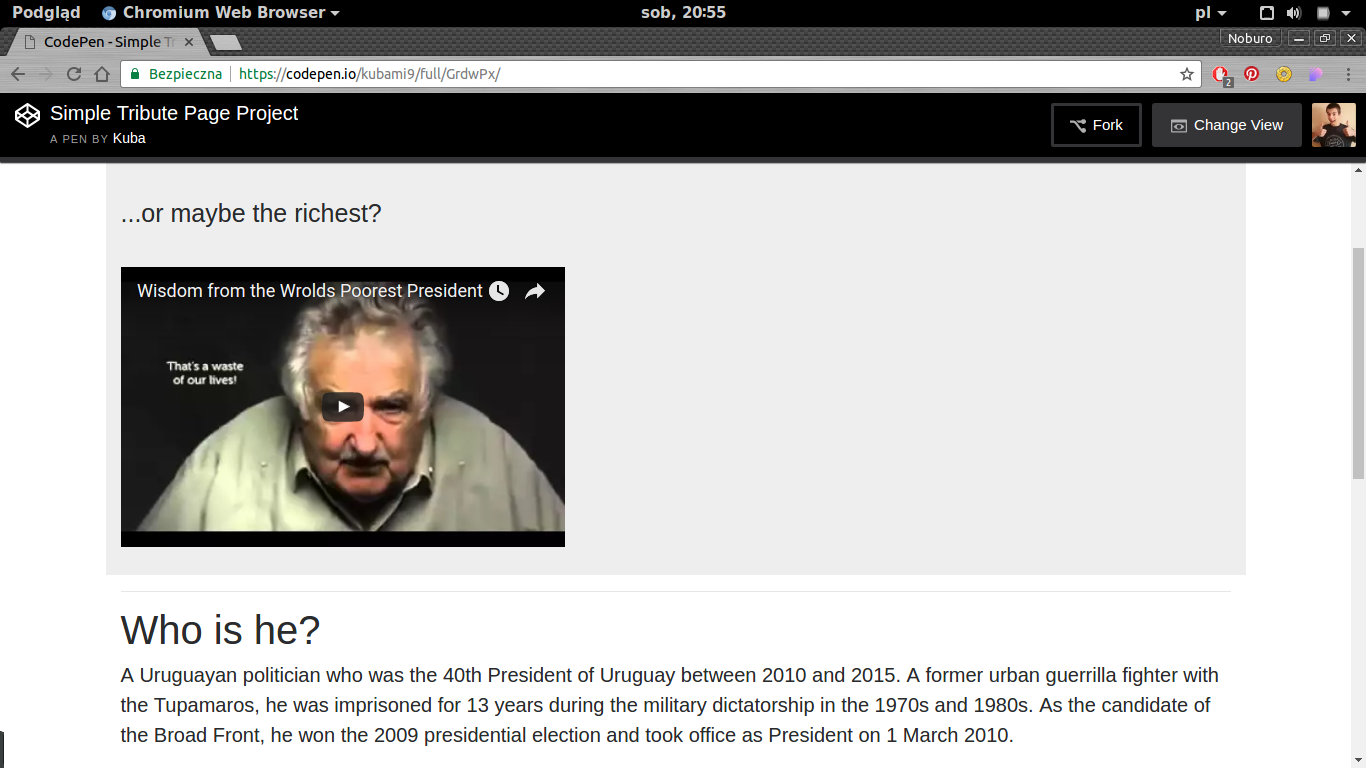 Podgląd Chromium Web Browser sob, 20:55 pl
CodePen - Simple Tr Noburo
Bezpieczna https://codepen.io/kubami9/full/GrdwPx/ 2
Simple Tribute Page Project
A PEN BY Kuba
Fork Change View
...or maybe the richest?
Wisdom from the Wrolds Poorest President
That's a waste
of our lives!
Who is he?
A Uruguayan politician who was the 40th President of Uruguay between 2010 and 2015. A former urban guerrilla fighter with
the Tupamaros, he was imprisoned for 13 years during the military dictatorship in the 1970s and 1980s. As the candidate of
the Broad Front, he won the 2009 presidential election and took office as President on 1 March 2010.